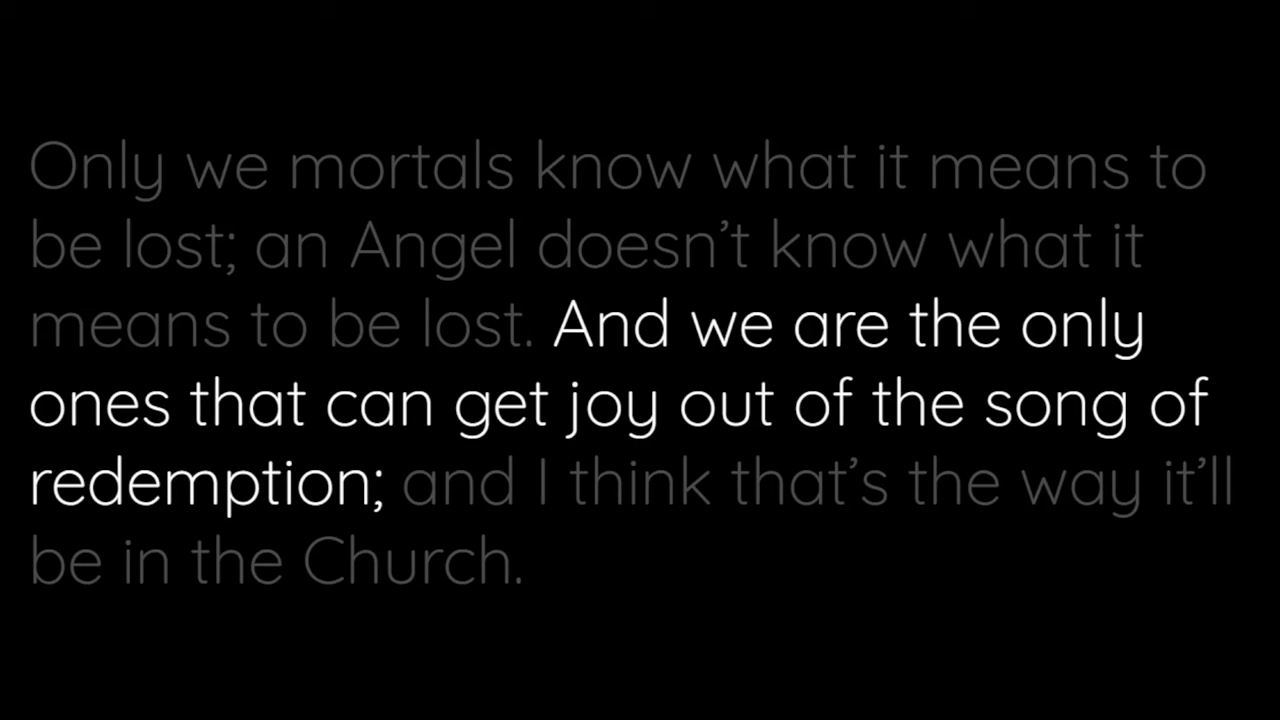 Only we mortals know what it means to
be lost; an Angel doesn’t know what it
means to be lost. And we are the only
ones that can get joy out of the song of
redemption; and I think that’s the way it’ll
be in the Church.